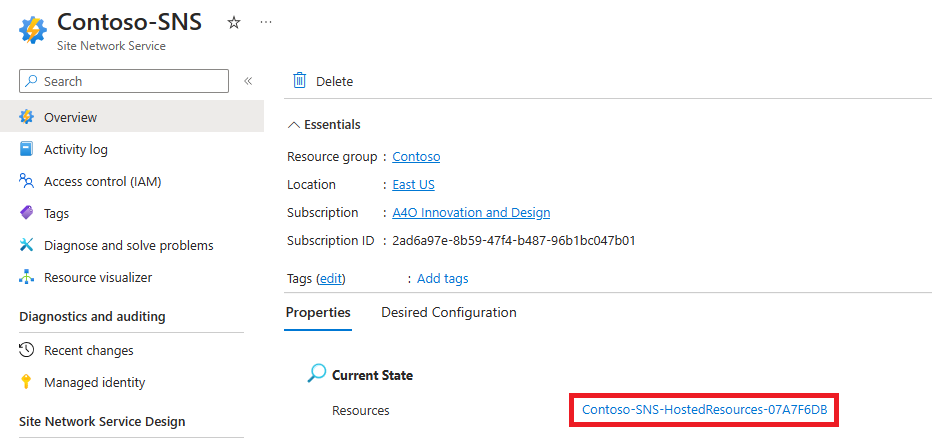 Contoso-SNS
Site Network Service
Search
Overview
Activity log
Access control (IAM)
Tags
Diagnose and solve problems
Resource visualizer
Diagnostics and auditing
Recent changes
Managed identity
Site Network Service Design
Delete
Essentials
Resource group : Contoso
Location : East US
Subscription : A4O Innovation and Design
Subscription ID : 2ad6a97e-8b59-47f4-b487-96b1bc047b01
Tags (edit) : Add tags
Properties Desired Configuration
Current State
Resources Contoso-SNS-HostedResources-07A7F6DB